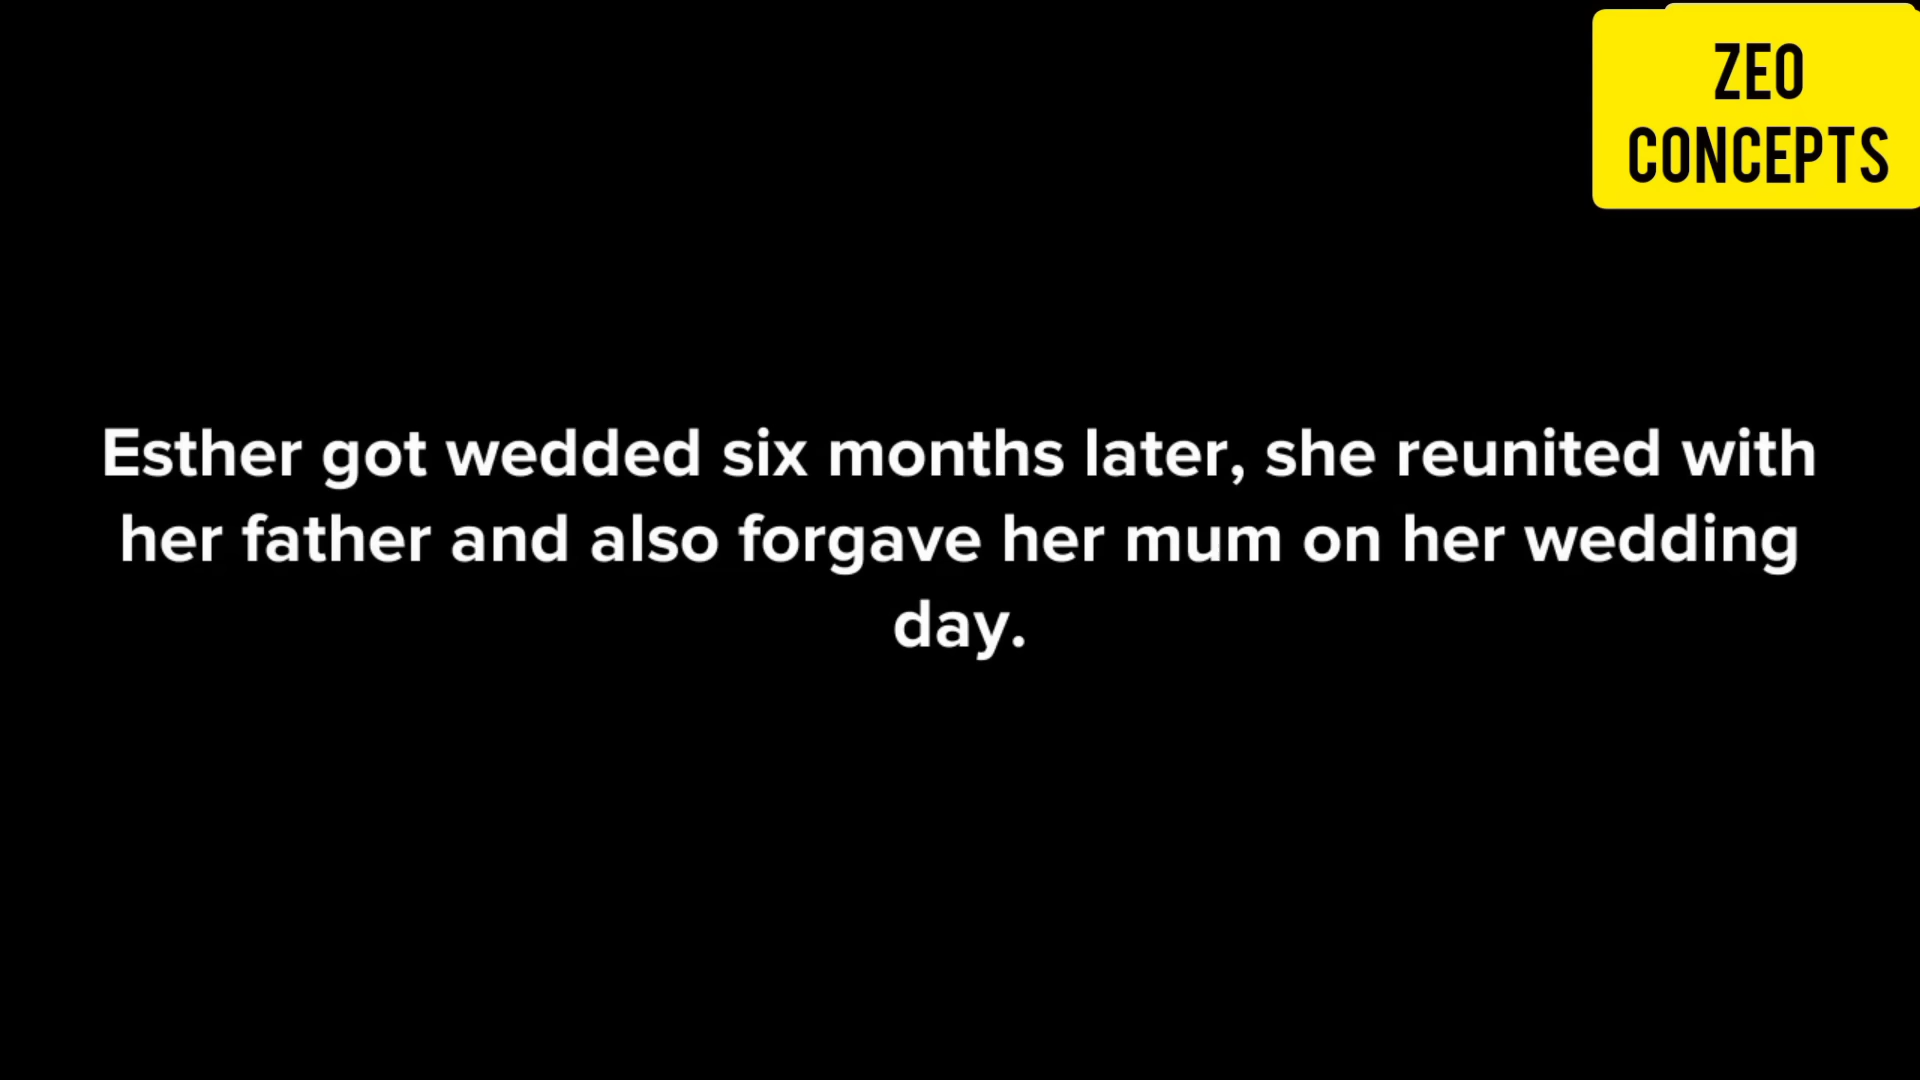 ZEO
CONCEPTS
Esther got wedded six months later, she reunited with
her father and also forgave her mum on her wedding
day.